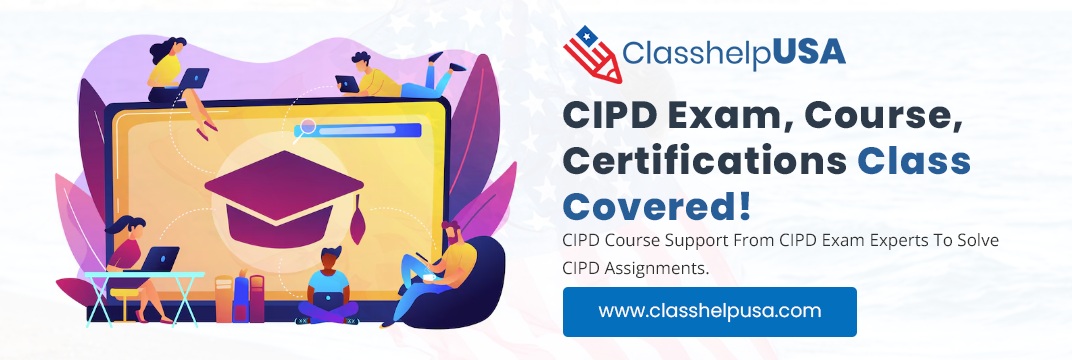 ClasshelpUSA
CIPD Exam, Course,
Certifications Class
Covered!
CIPD Course Support From CIPD Exam Experts To Solve
CIPD Assignments.
www.classhelpusa.com